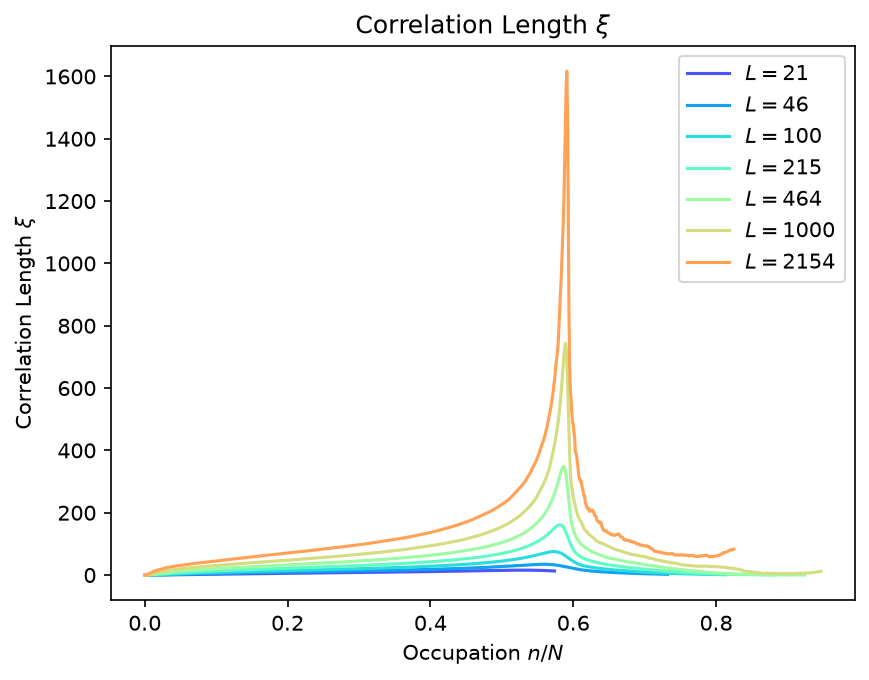 Correlation Length ξ
1600
1400
1200
1000
800
600
400
200
0
Correlation Length ξ
0.0
0.2
0.4
0.6
0.8
Occupation n/N
L = 21
L = 46
L = 100
L = 215
L = 464
L = 1000
L = 2154